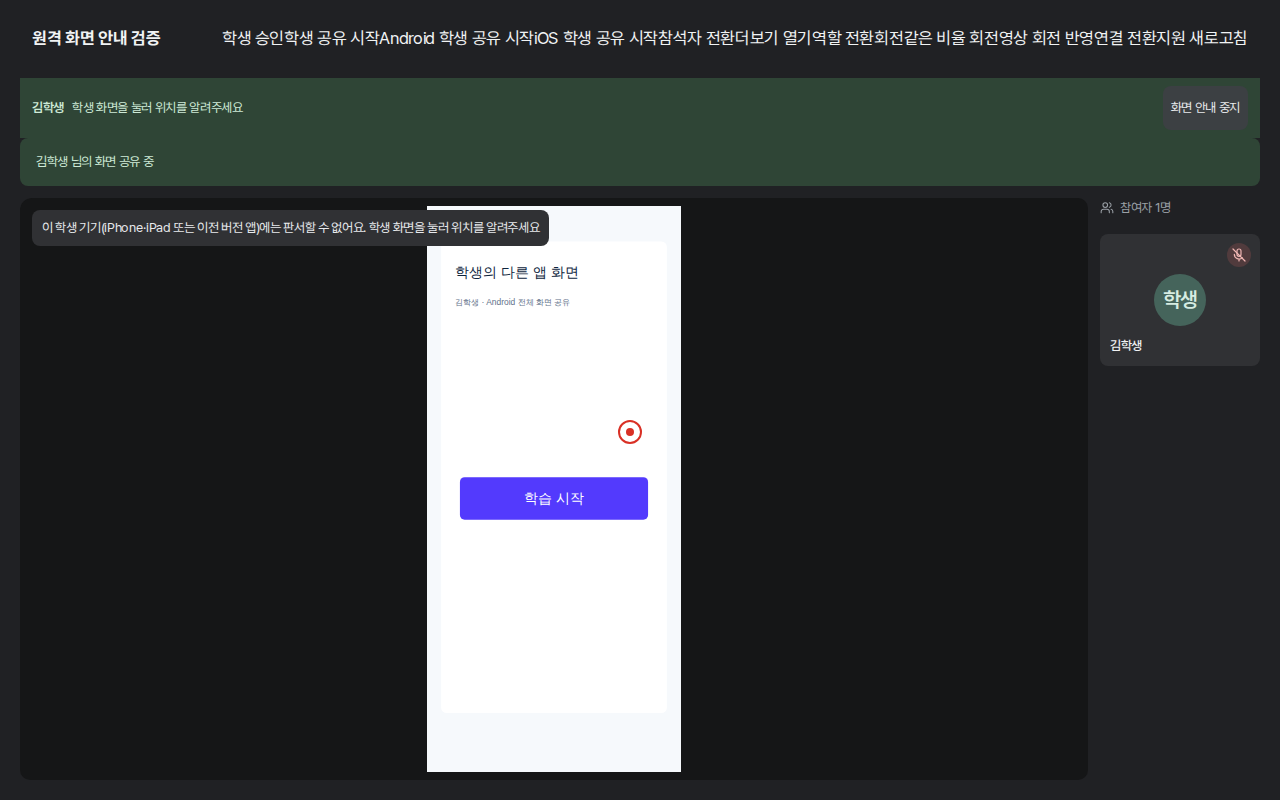 원격 화면 안내 검증
학생 승인학생 공유 시작Android 학생 공유 시작iOS 학생 공유 시작참석자 전환더보기 열기역할 전환회전같은 비율 회전영상 회전 반영연결 전환지원 새로고침
김학생 학생 화면을 눌러 위치를 알려주세요
화면 안내 중지
김학생 님의 화면 공유 중
이 학생 기기(iPhone·iPad 또는 이전 버전 앱)에는 판서할 수 없어요. 학생 화면을 눌러 위치를 알려주세요
참여자 1명
학생의 다른 앱 화면
김학생 · Android 전체 화면 공유
학생
김학생
학습 시작